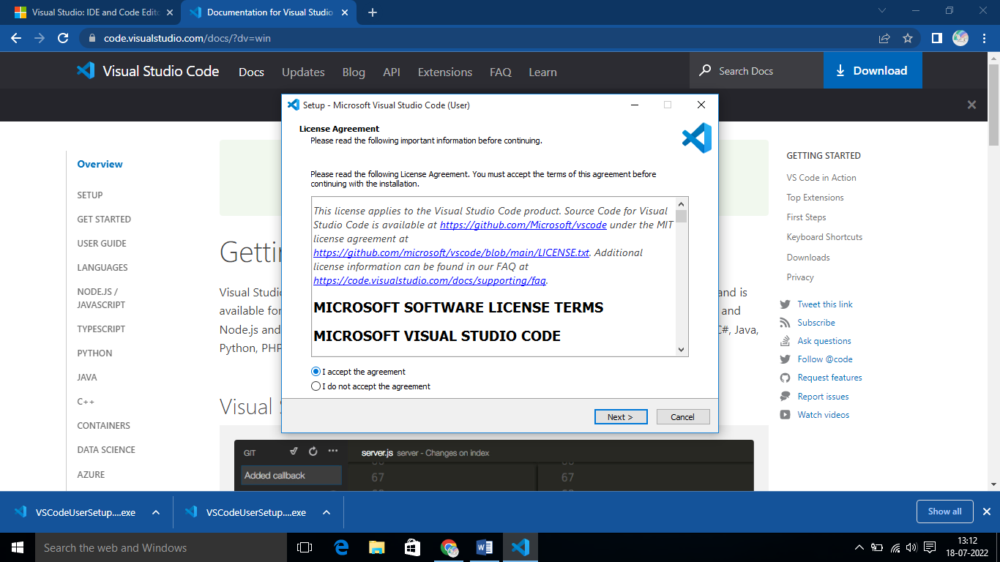 Visual Studio: IDE and Code Edit
Documentation for Visual Studio
code.visualstudio.com/docs/?dv=win
Visual Studio Code
Docs
Updates
Blog
API
Extensions
FAQ
Learn
Search Docs
Download
Setup - Microsoft Visual Studio Code (User)
License Agreement
Please read the following important information before continuing.
Please read the following License Agreement. You must accept the terms of this agreement before
continuing with the installation.
This license applies to the Visual Studio Code product. Source Code for Visual
Studio Code is available at https://github.com/Microsoft/vscode under the MIT
license agreement at
https://github.com/microsoft/vscode/blob/main/LICENSE.txt. Additional
license information can be found in our FAQ at
https://code.visualstudio.com/docs/supporting/faq.
MICROSOFT SOFTWARE LICENSE TERMS
MICROSOFT VISUAL STUDIO CODE
I accept the agreement
I do not accept the agreement
Next >
Cancel
Overview
SETUP
GET STARTED
USER GUIDE
LANGUAGES
NODE.JS /
JAVASCRIPT
TYPESCRIPT
PYTHON
JAVA
C++
CONTAINERS
DATA SCIENCE
AZURE
Visual Studi
and is
available for
and
Node.js and
C#, Java,
Python, PHP
Visual
GIT
Added callback
server.js server - Changes on index
67
67
GETTING STARTED
VS Code in Action
Top Extensions
First Steps
Keyboard Shortcuts
Downloads
Privacy
Tweet this link
Subscribe
Ask questions
Follow @code
Request features
Report issues
Watch videos
VSCodeUserSetup....exe
VSCodeUserSetup....exe
Show all
Search the web and Windows
13:12
18-07-2022